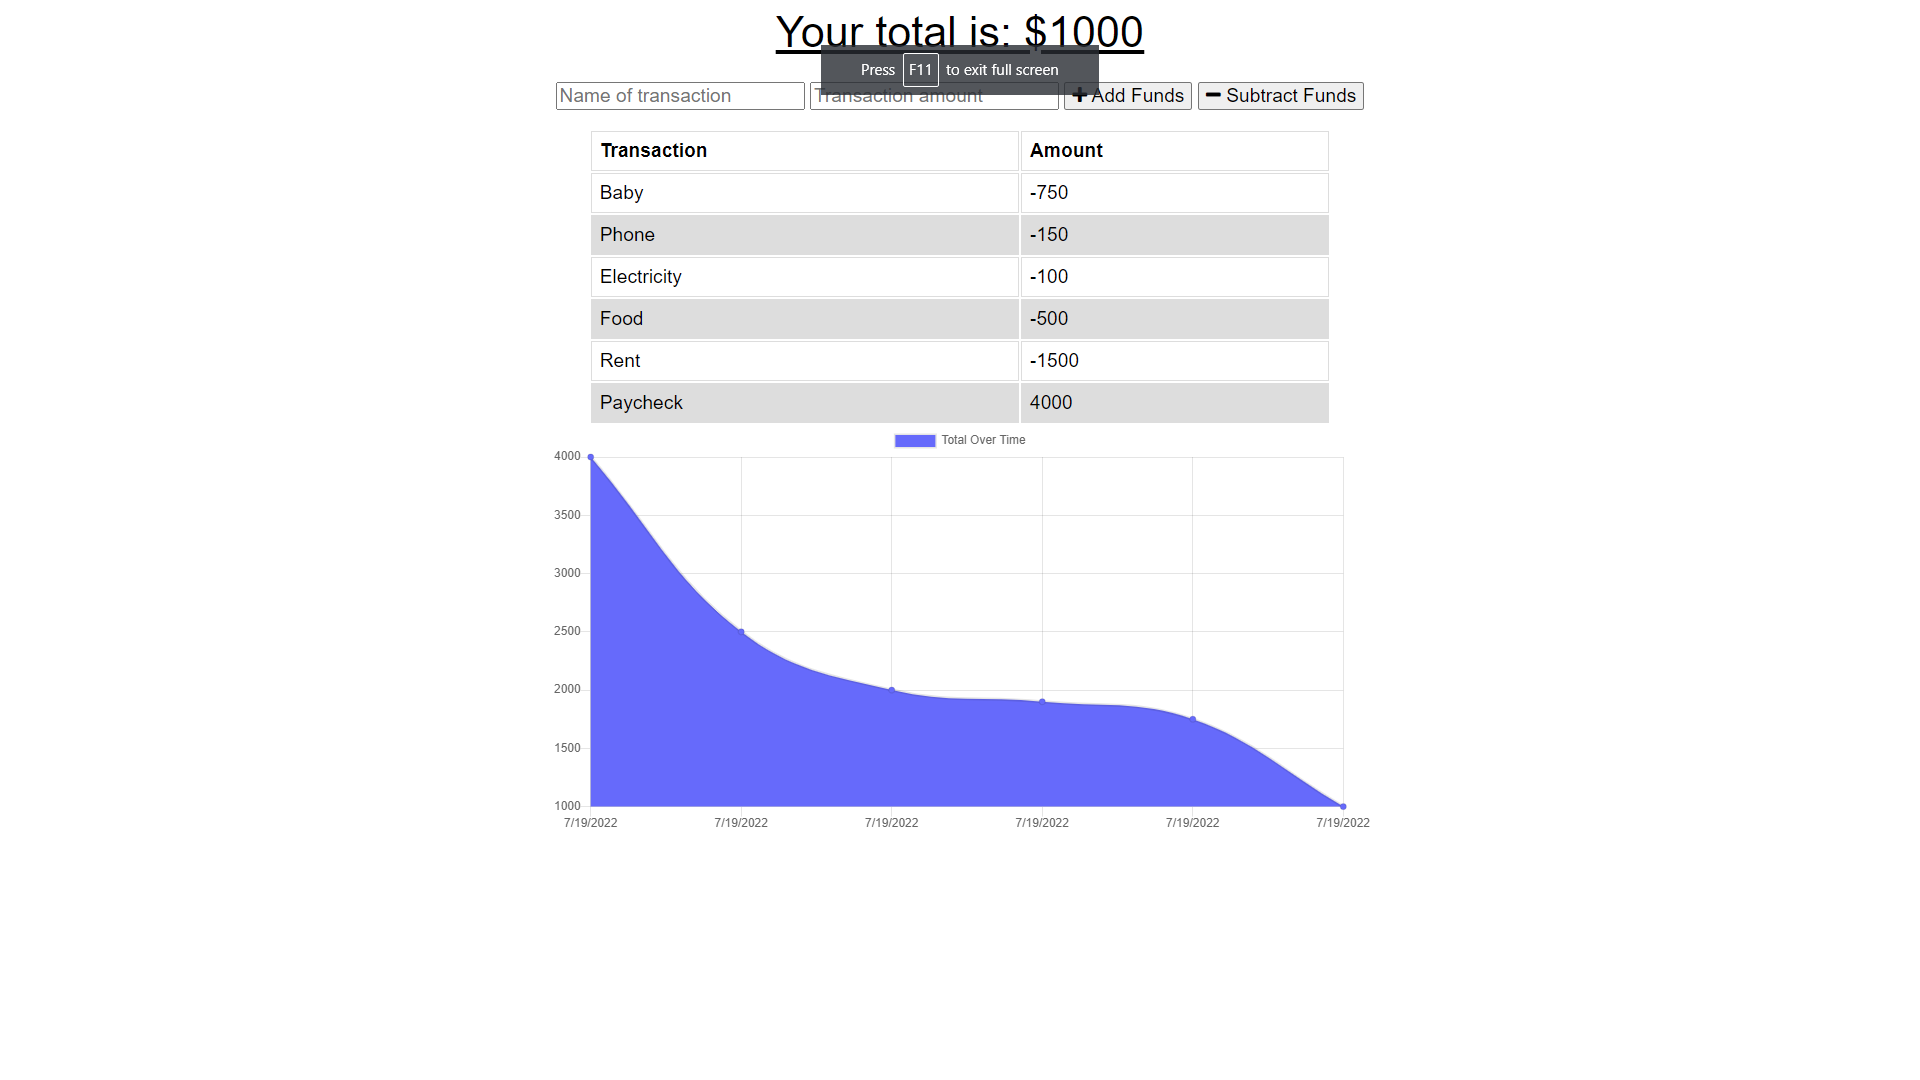 Your total is: $1000
Press F11 to exit full screen
Name of transaction Transaction amount Add Funds Subtract Funds
Transaction Amount
Baby -750
Phone -150
Electricity -100
Food -500
Rent -1500
Paycheck 4000
Total Over Time
4000
3500
3000
2500
2000
1500
1000
7/19/2022 7/19/2022 7/19/2022 7/19/2022 7/19/2022 7/19/2022